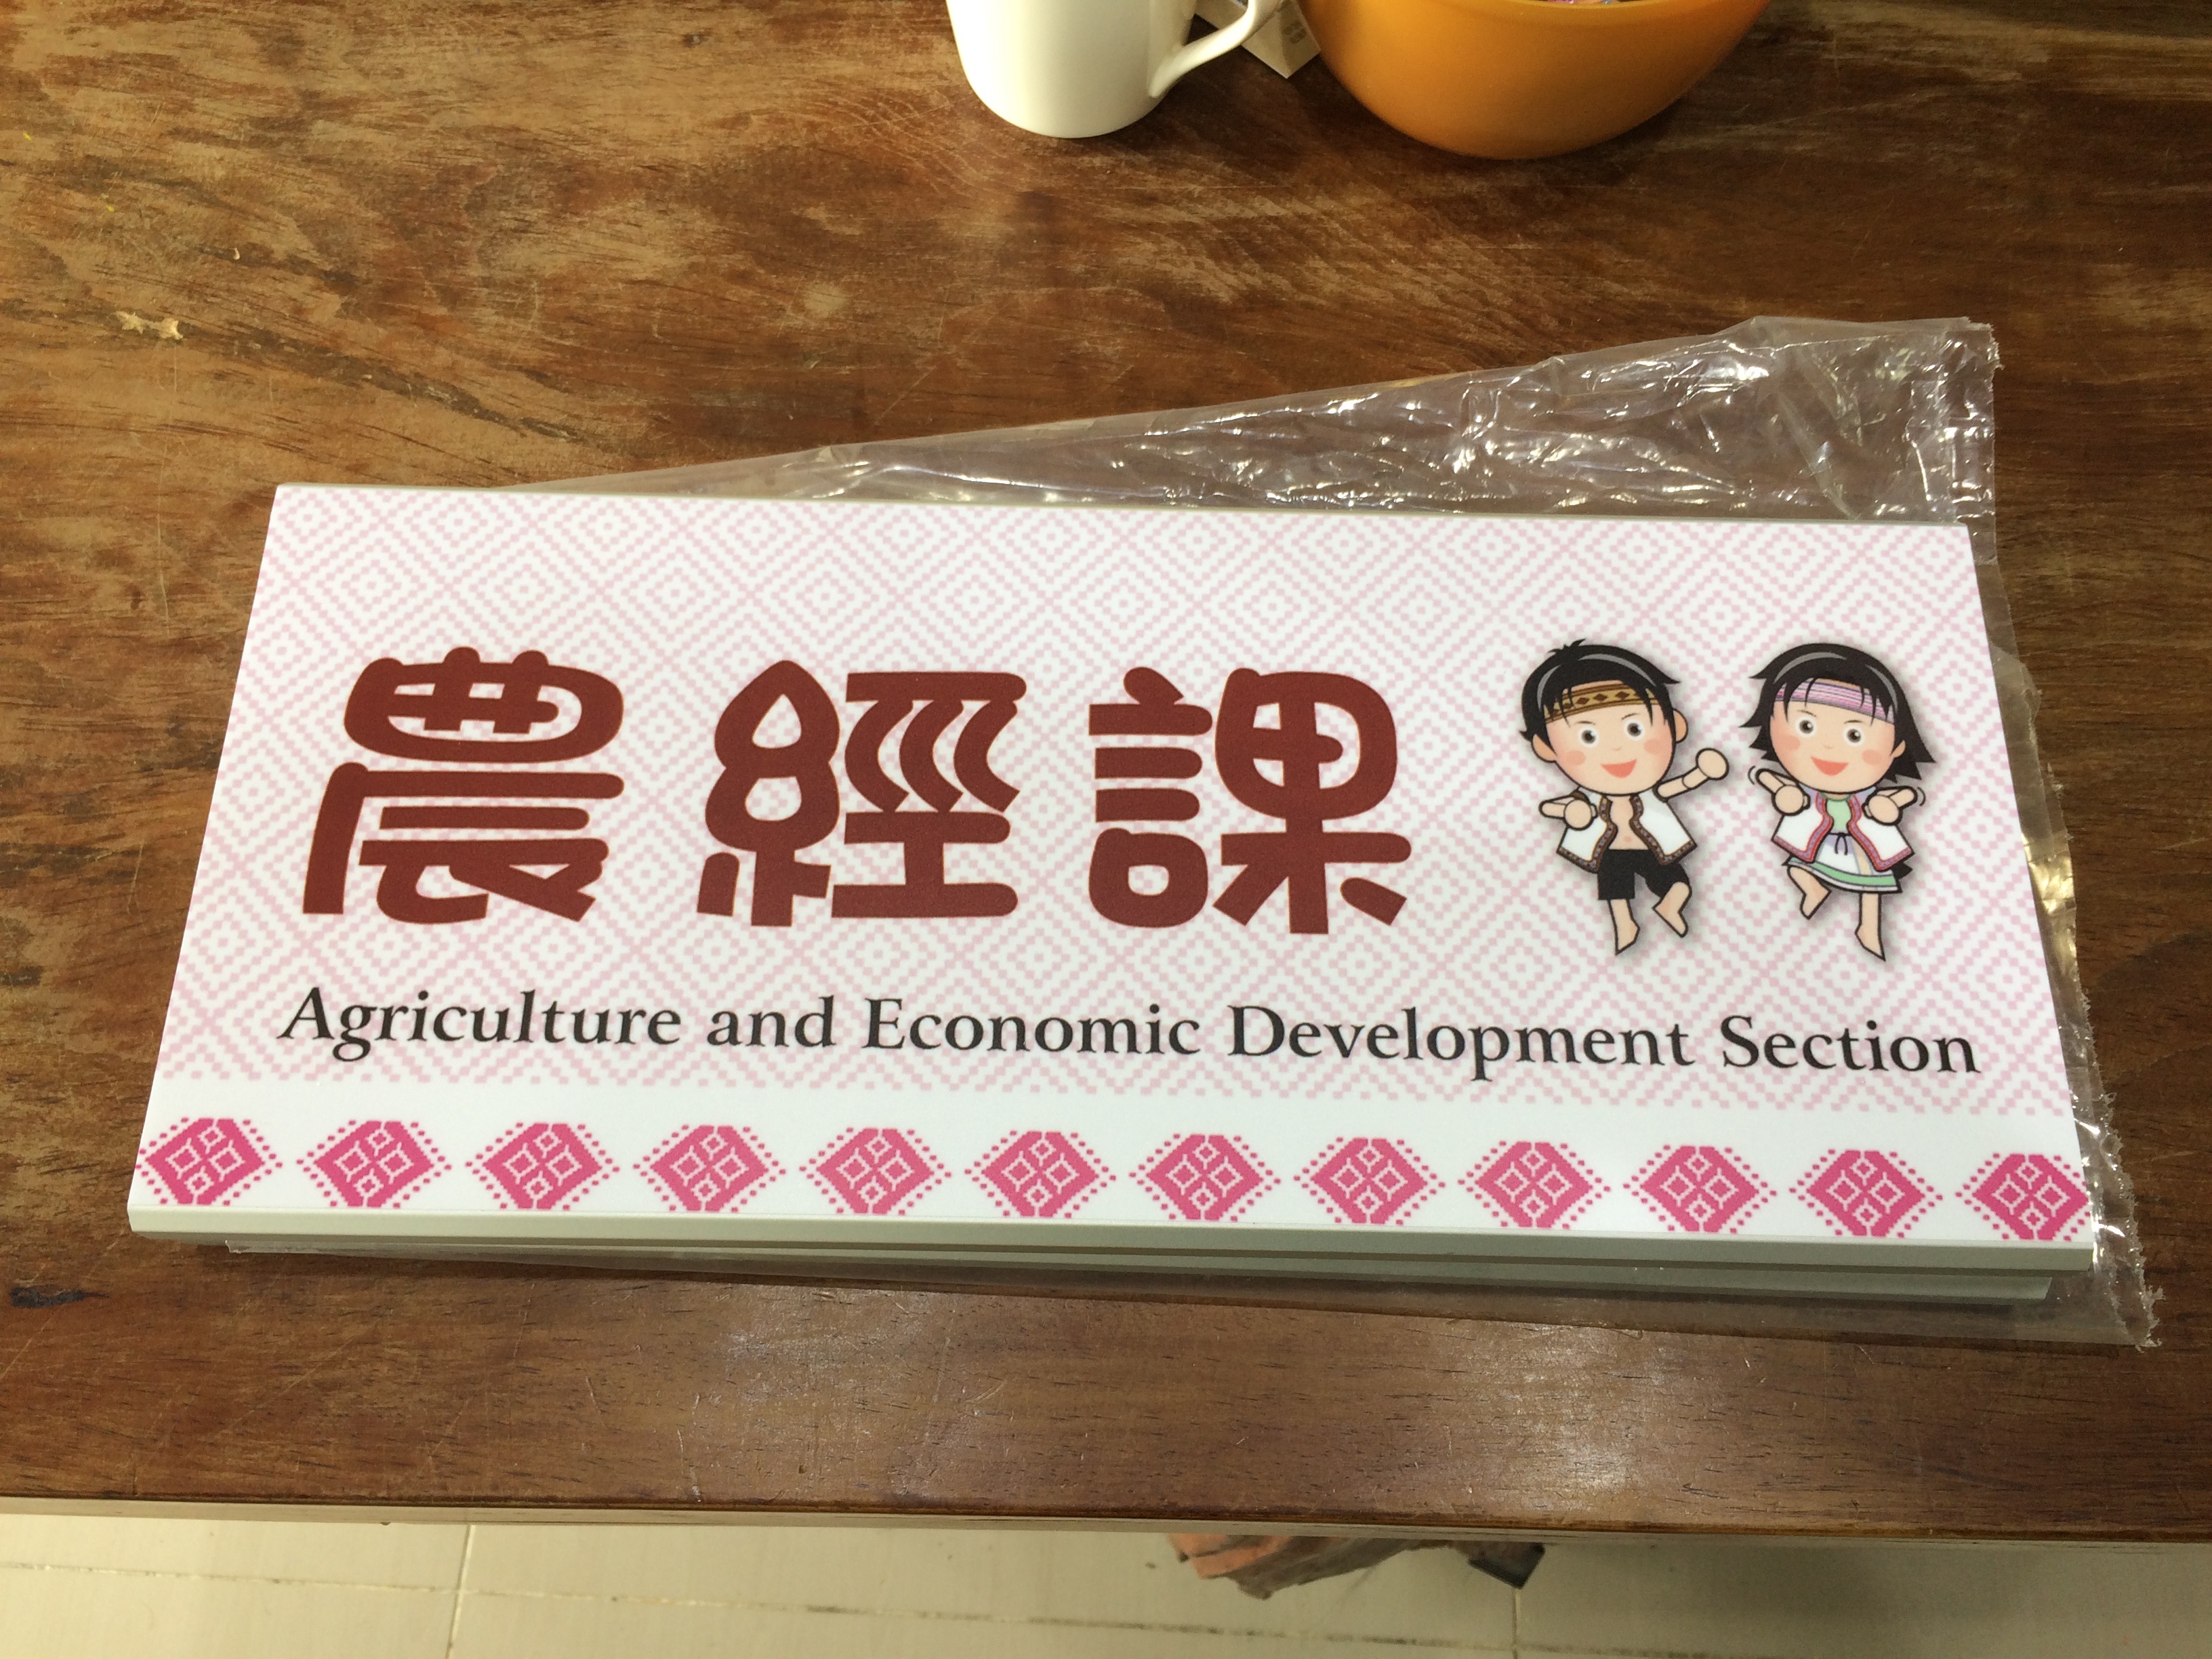 農經課
Agriculture and Economic Development Section